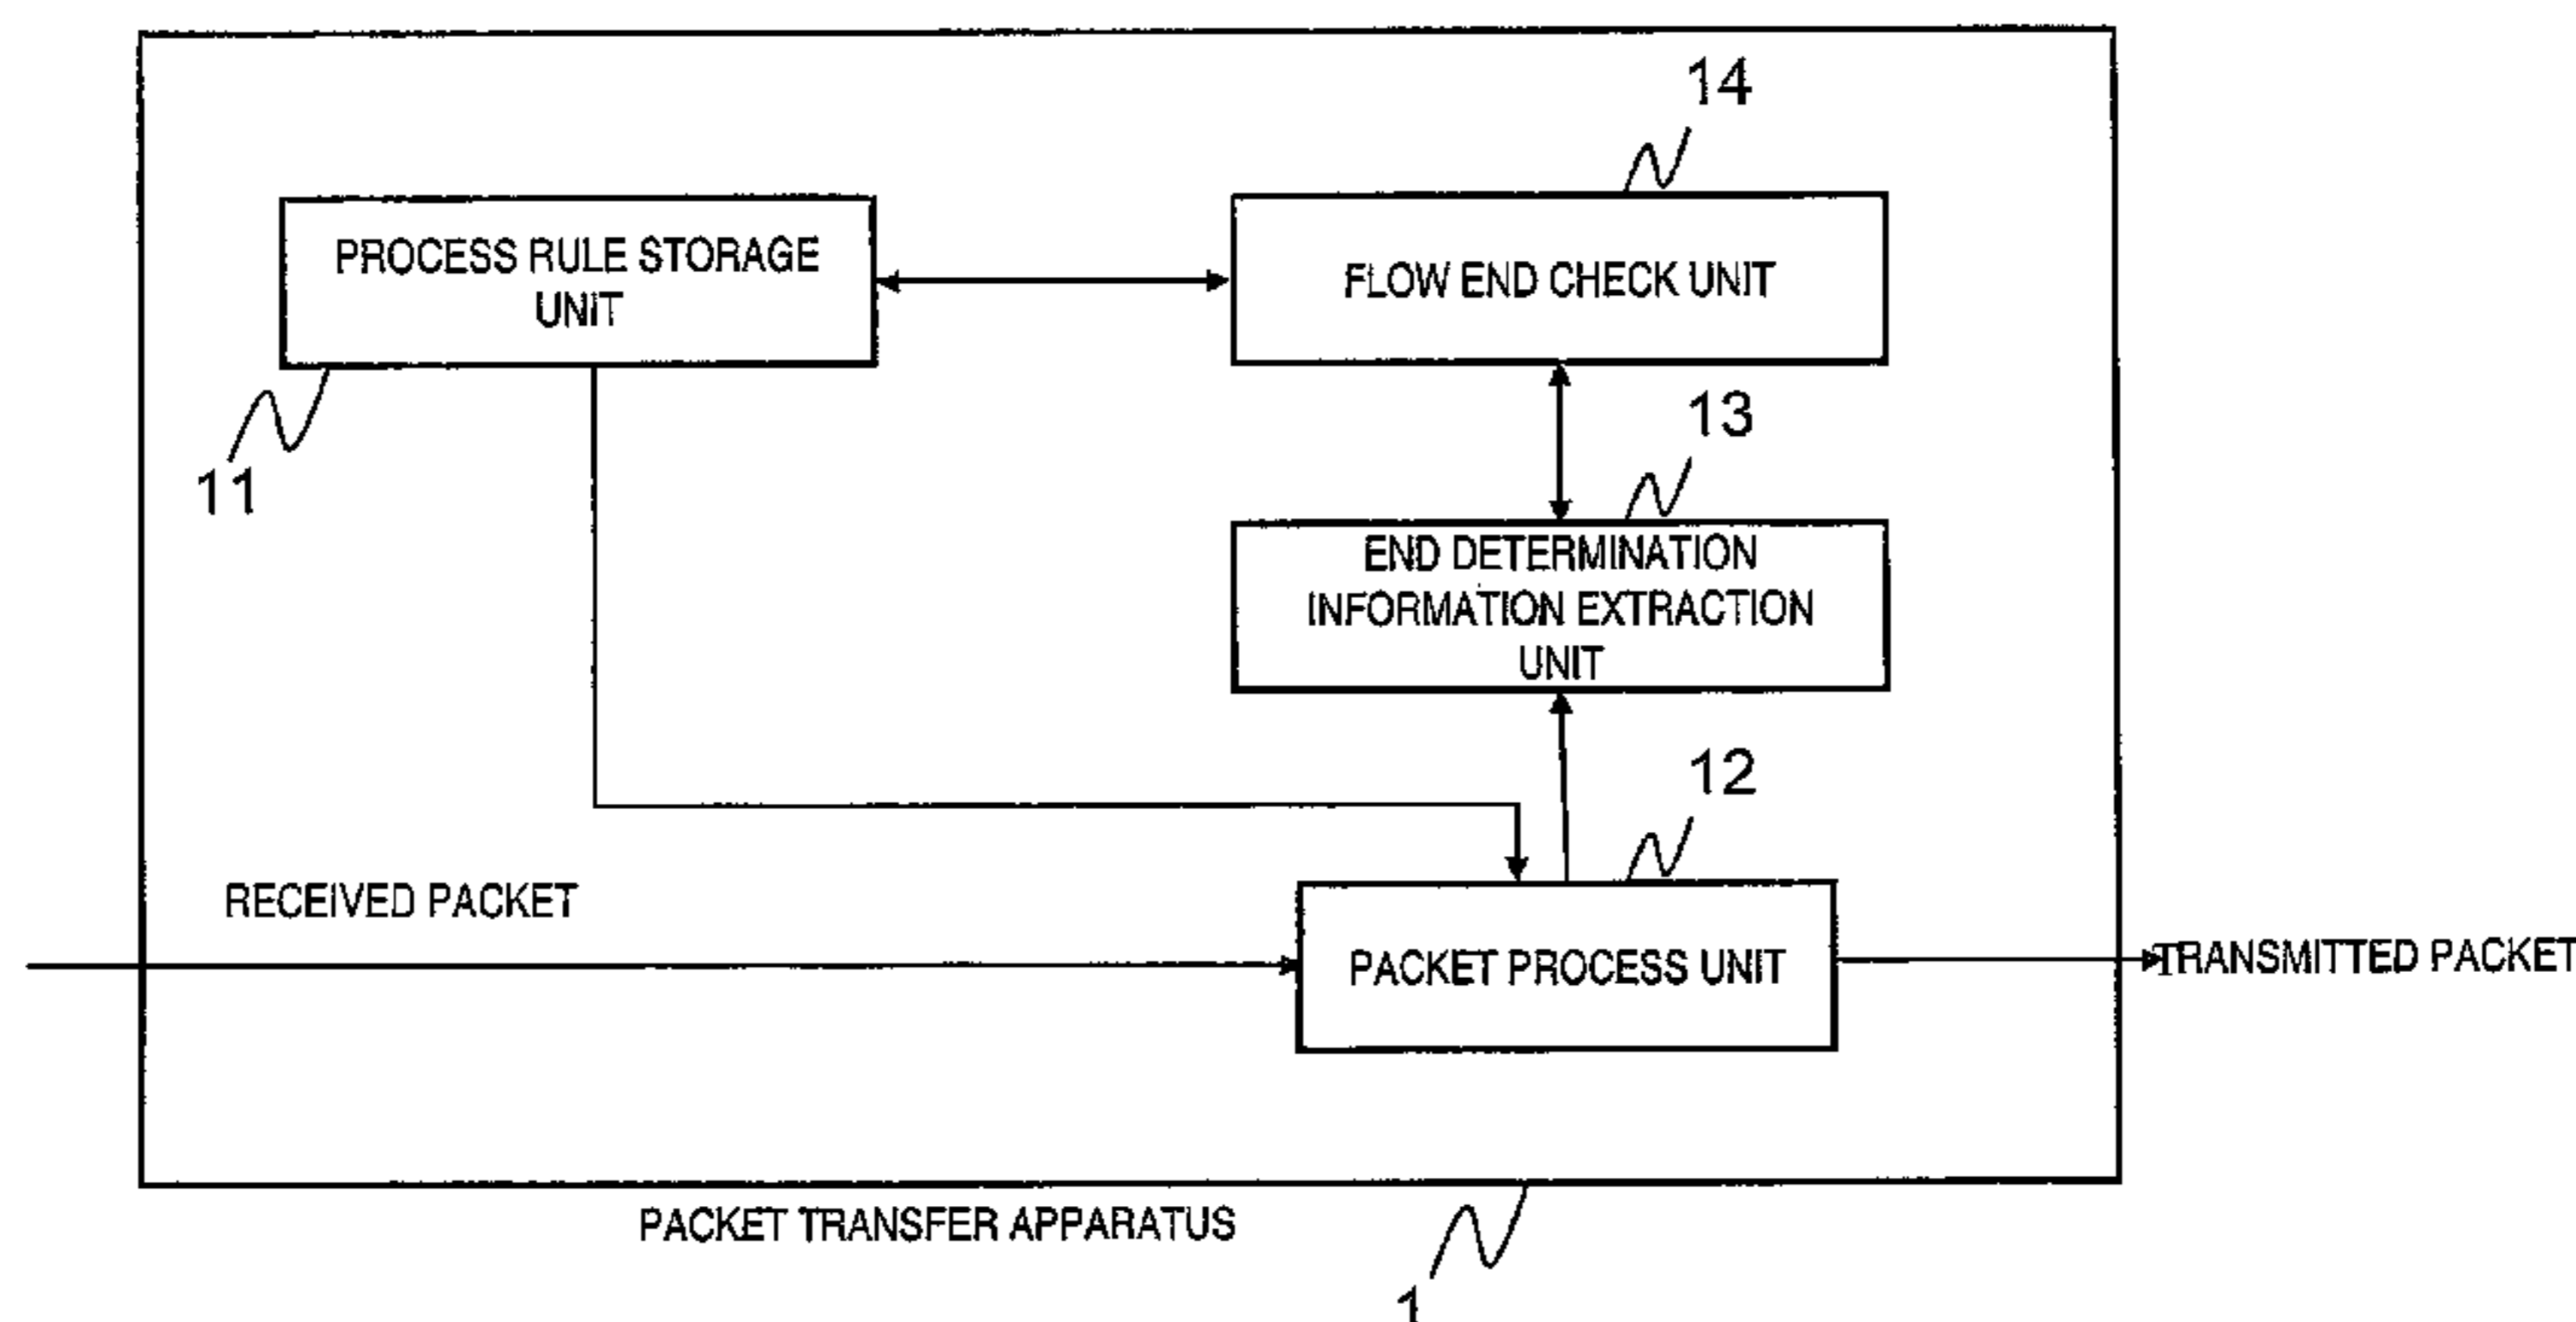 14
PROCESS RULE STORAGE
UNIT
FLOW END CHECK UNIT
11
13
END DETERMINATION
INFORMATION EXTRACTION
UNIT
12
RECEIVED PACKET
PACKET PROCESS UNIT
TRANSMITTED PACKET
PACKET TRANSFER APPARATUS
1